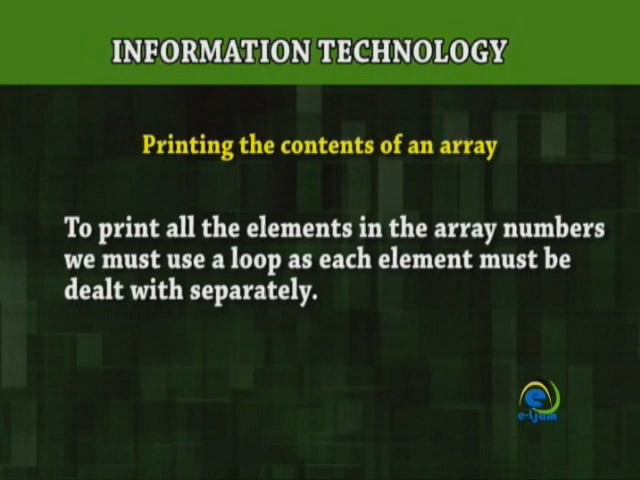 INFORMATION TECHNOLOGY
Printing the contents of an array
To print all the elements in the array numbers
we must use a loop as each element must be
dealt with separately.
e
e-ljam